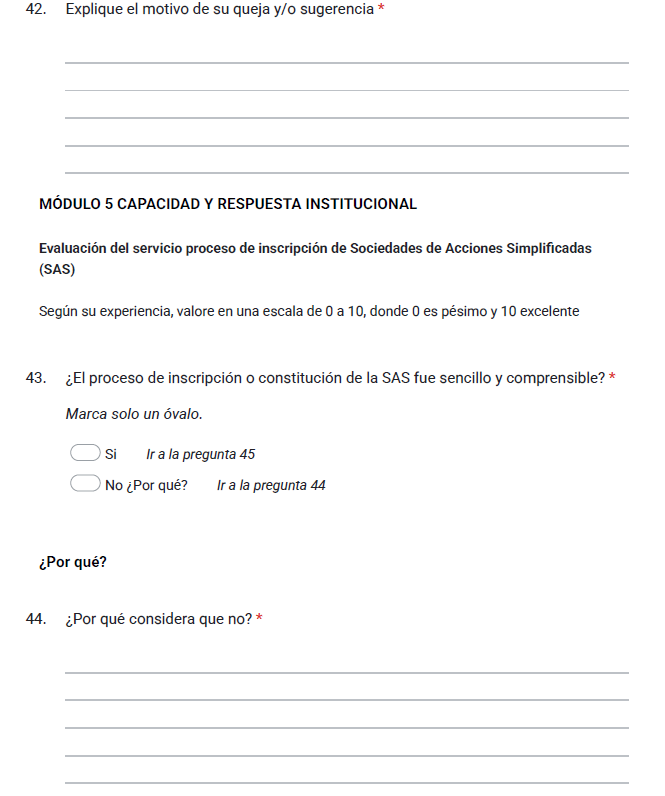 42. Explique el motivo de su queja y/o sugerencia *
MÓDULO 5 CAPACIDAD Y RESPUESTA INSTITUCIONAL
Evaluación del servicio proceso de inscripción de Sociedades de Acciones Simplificadas
(SAS)
Según su experiencia, valore en una escala de 0 a 10, donde 0 es pésimo y 10 excelente
43. ¿El proceso de inscripción o constitución de la SAS fue sencillo y comprensible? *
Marca solo un óvalo.
Si Ir a la pregunta 45
No ¿Por qué? Ir a la pregunta 44
¿Por qué?
44. ¿Por qué considera que no? *